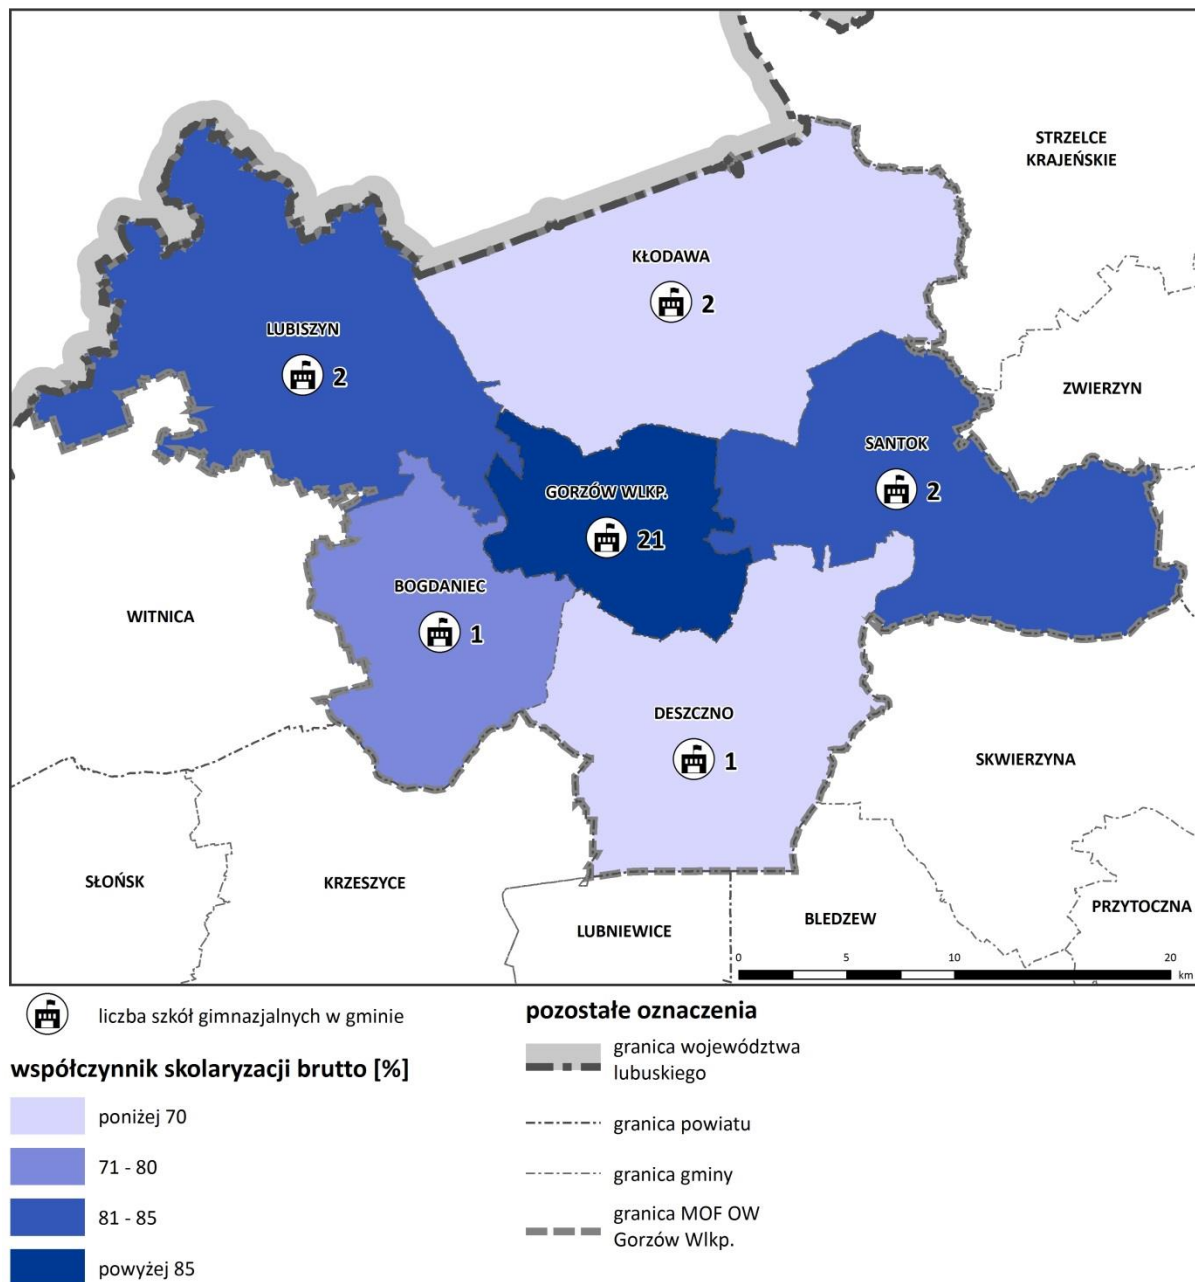 STRZELCE
KRAJEŃSKIE
KŁODAWA
2
LUBISZYN
2
ZWIERZYN
SANTOK
2
GORZÓW WLKP.
21
BOGDANIEC
1
WITNICA
DESZCZNO
1
SKWIERZYNA
SŁOŃSK
KRZESZYCE
LUBNIEWICE
BLEDZEW
PRZYTOCZNA
0 5 10 20
km
liczba szkół gimnazjalnych w gminie
współczynnik skolaryzacji brutto [%]
poniżej 70
71 - 80
81 - 85
powyżej 85
pozostałe oznaczenia
granica województwa
lubuskiego
granica powiatu
granica gminy
granica MOF OW
Gorzów Wlkp.